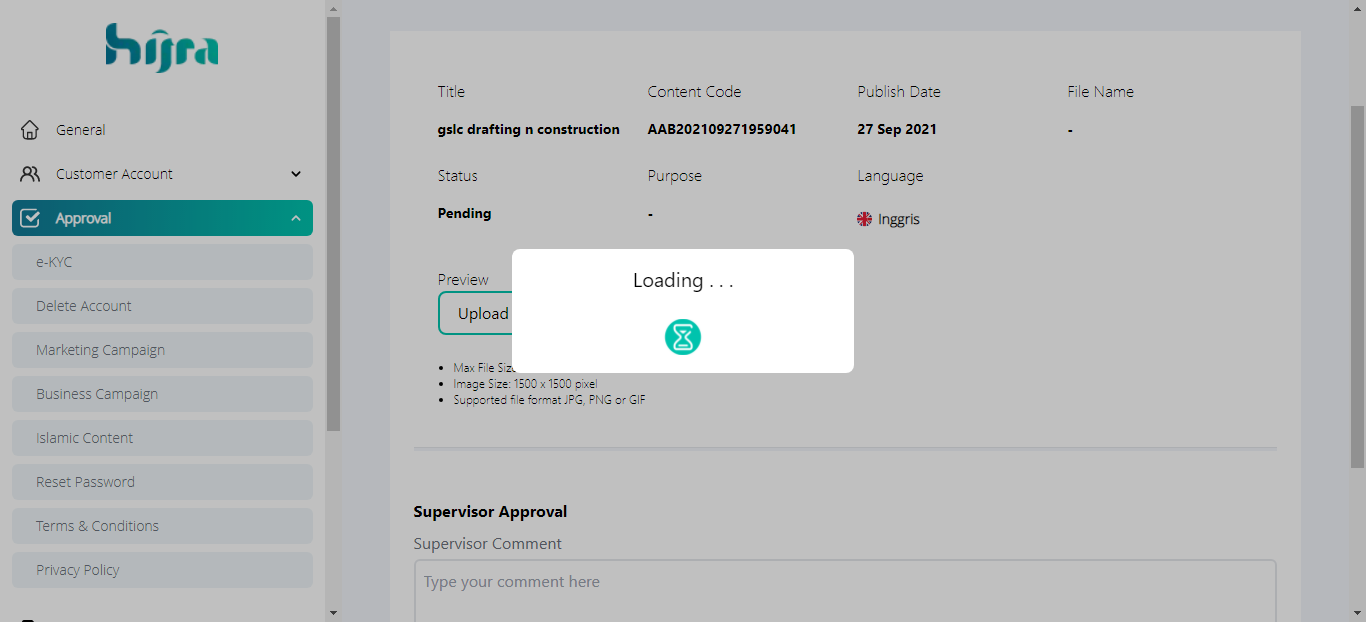 hijra
General
Customer Account
Approval
e-KYC
Delete Account
Marketing Campaign
Business Campaign
Islamic Content
Reset Password
Terms & Conditions
Privacy Policy
Title Content Code Publish Date File Name
gslc drafting n construction AAB202109271959041 27 Sep 2021 -
Status Purpose Language
Pending - Inggris
Preview
Upload
Loading . . .
Max File
Image Size: 1500 x 1500 pixel
Supported file format JPG, PNG or GIF
Supervisor Approval
Supervisor Comment
Type your comment here